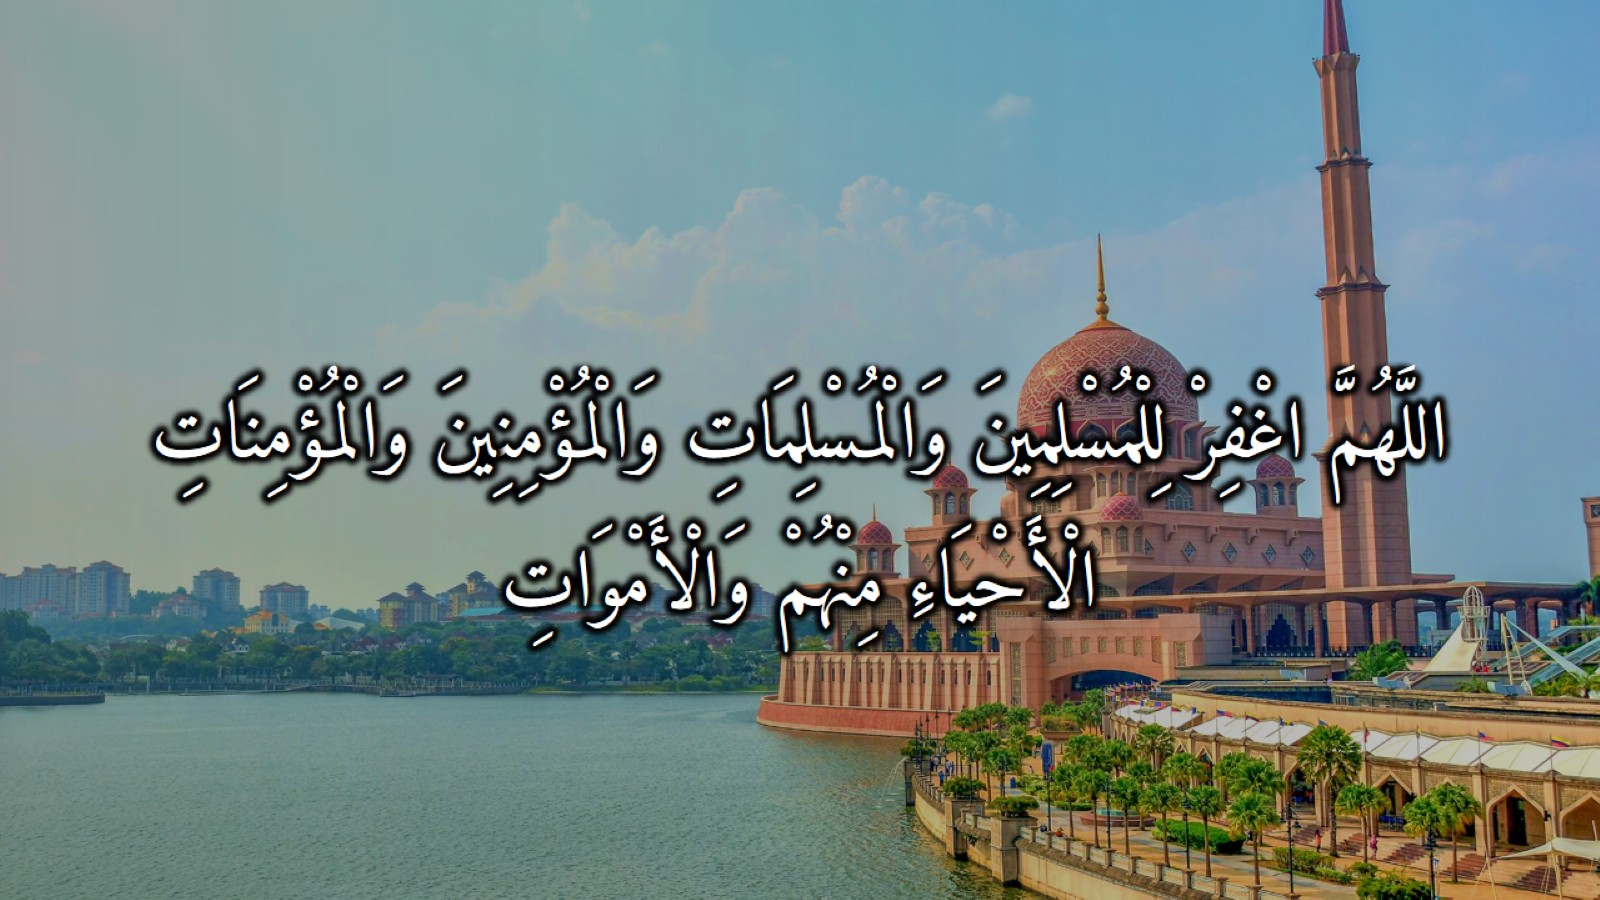 اللَّهُمَّ اغْفِرْ لِلْمُسْلِمِينَ وَالْمُسْلِمَاتِ وَالْمُؤْمِنِينَ وَالْمُؤْمِنَاتِ
الْأَحْيَاءِ مِنْهُمْ وَالْأَمْوَاتِ